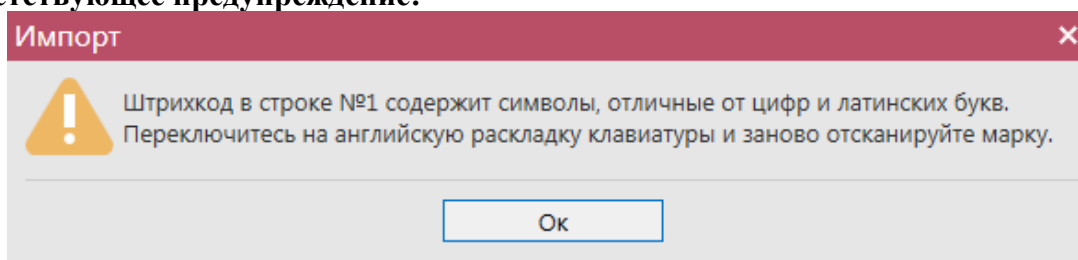 предупреждение:
Импорт
Штрихкод в строке №1 содержит символы, отличные от цифр и латинских букв.
Переключитесь на английскую раскладку клавиатуры и заново отсканируйте марку.
Ок